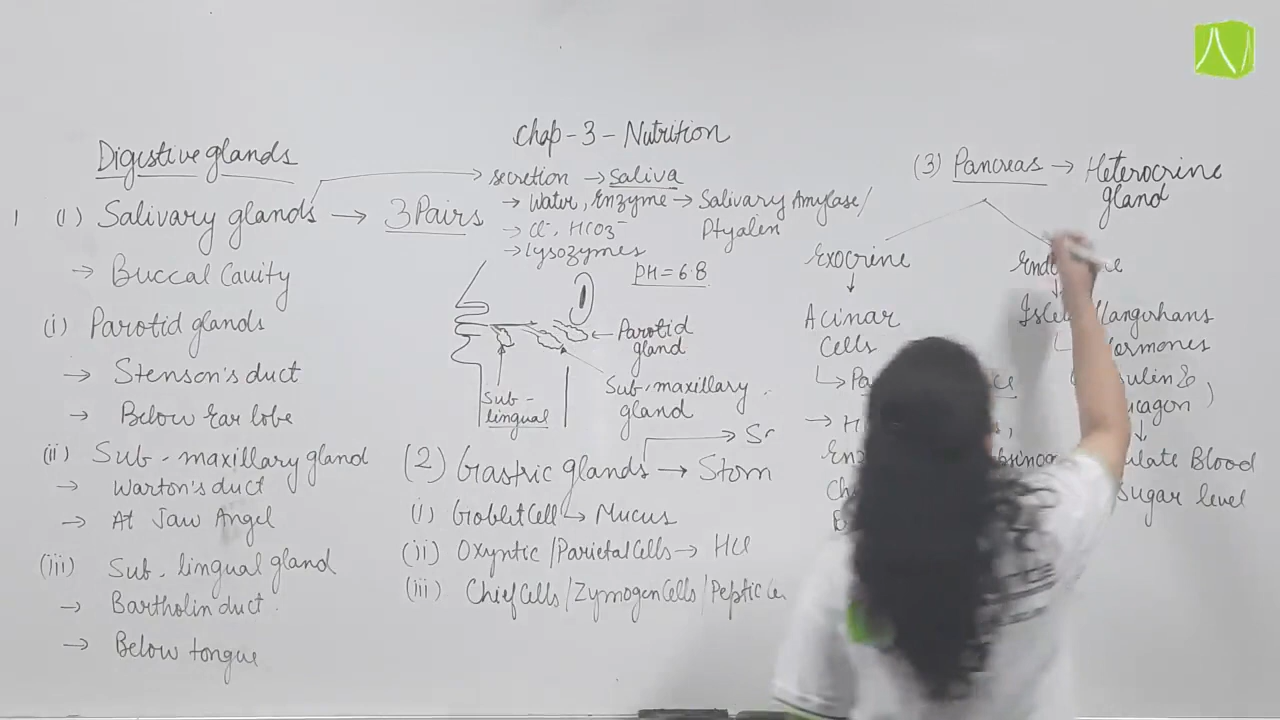 Chap-3-Nutrition
Digestive glands
1 (1) Salivary glands → 3 Pairs
→ Buccal Cavity
(i) Parotid glands
→ Stenson's duct
→ Below Ear lobe
(ii) Sub-maxillary gland
→ Warton's duct
→ At Jaw Angel
(iii) Sub-lingual gland
→ Bartholin duct
→ Below tongue
secretion → Saliva
→ Water, Enzyme → Salivary Amylase/
Ptyalen
→ Cl⁻, HCO3⁻
→ Lysozymes
PH = 6.8
← Parotid
gland
Sub-maxillary
gland
Sub-
lingual
(2) Gastric glands → Stom
(i) Goblet Cell → Mucus
(ii) Oxyntic/Parietal Cells → HCl
(iii) Chief Cells/Zymogen Cells/Peptic
(3) Pancreas → Heterocrine
gland
Exocrine
↓
Acinar
Cells
Islet Langerhans
Blood
Sugar level